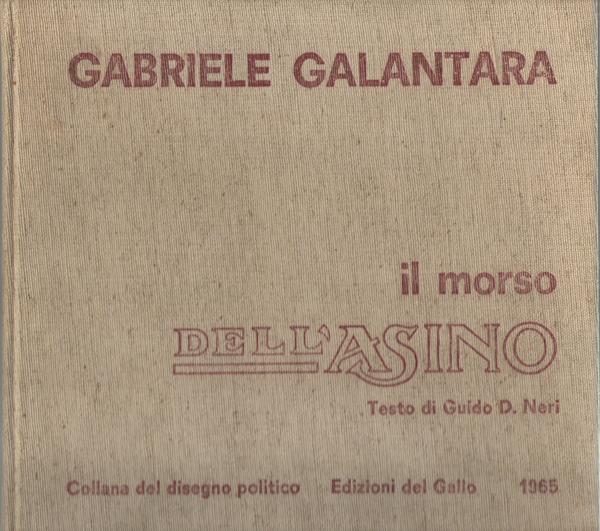 GABRIELE GALANTARA
il morso
DELL'ASINO
Testo di Guido D. Neri
Collana del disegno politico Edizioni del Gallo 1965